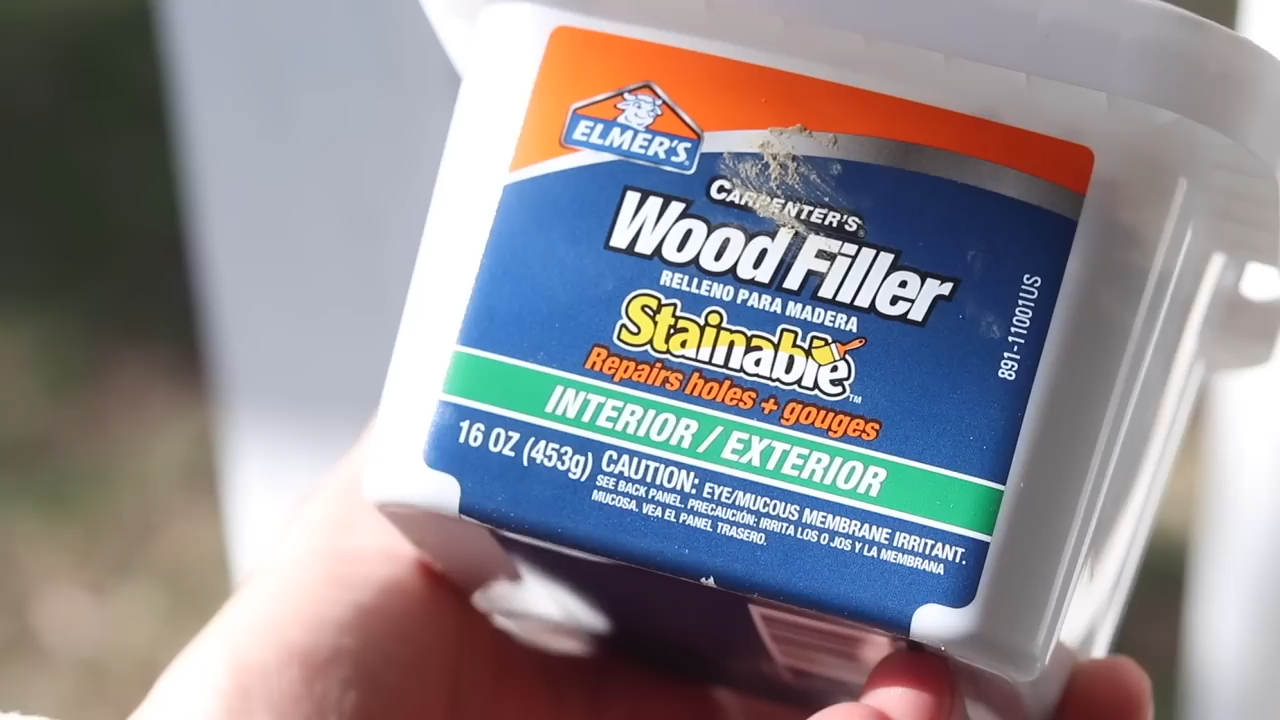 ELMER'S
CARPENTER'S
Wood Filler
RELLENO PARA MADERA
Stainable™
Repairs holes + gouges
INTERIOR / EXTERIOR
16 OZ (453g)
CAUTION: EYE/MUCOUS MEMBRANE IRRITANT.
SEE BACK PANEL. PRECAUCIÓN: IRRITA LOS O JOS Y LA MEMBRANA
MUCOSA. VEA EL PANEL TRASERO.
891-11001US